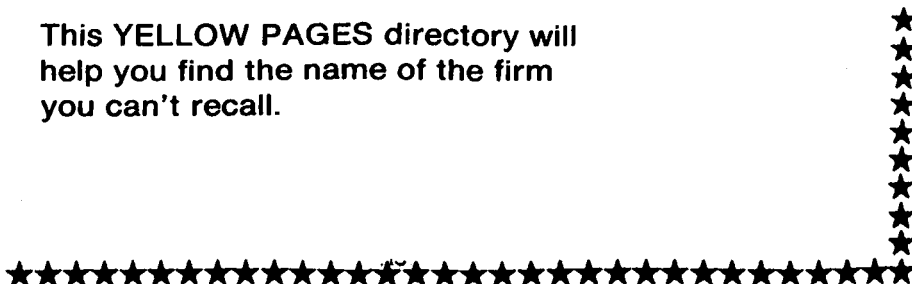 This YELLOW PAGES directory will
help you find the name of the firm
you can't recall.